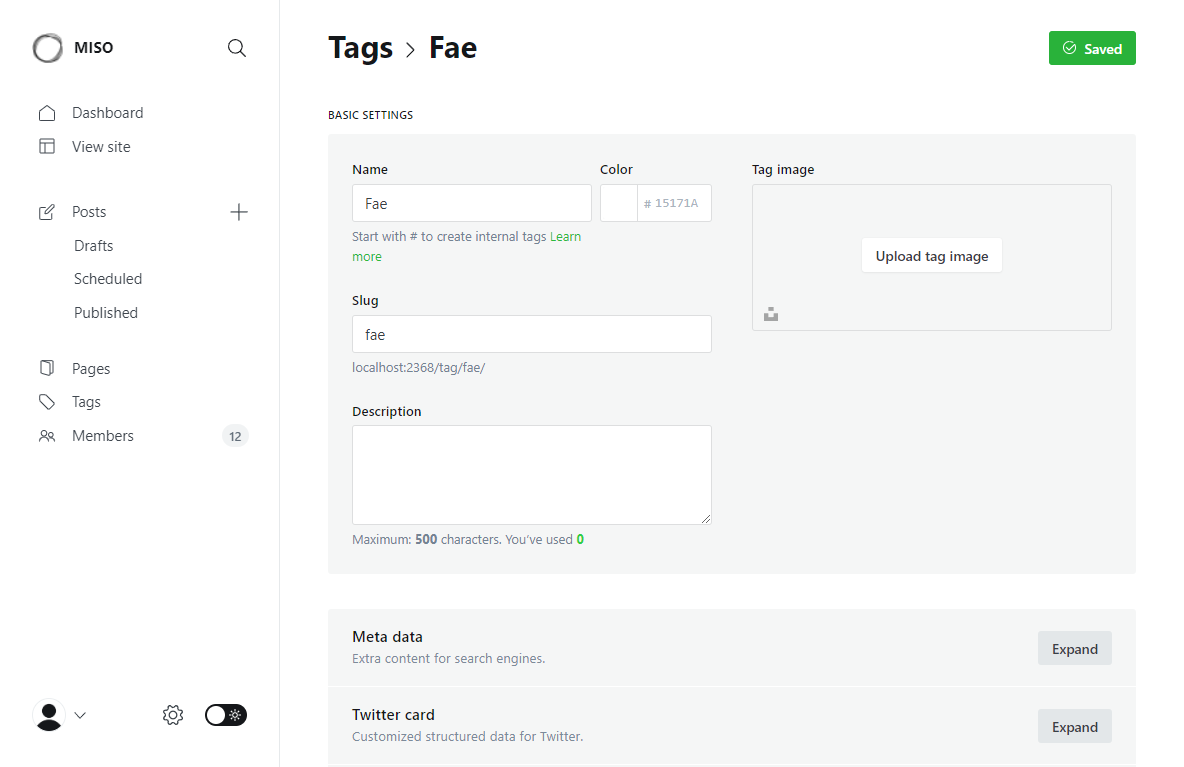 MISO
Dashboard
View site
Posts
Drafts
Scheduled
Published
Pages
Tags
Members 12
Tags > Fae
Saved
BASIC SETTINGS
Name
Fae
Start with # to create internal tags Learn
more
Color
# 15171A
Slug
fae
localhost:2368/tag/fae/
Description
Maximum: 500 characters. You’ve used 0
Tag image
Upload tag image
Meta data
Extra content for search engines.
Expand
Twitter card
Customized structured data for Twitter.
Expand